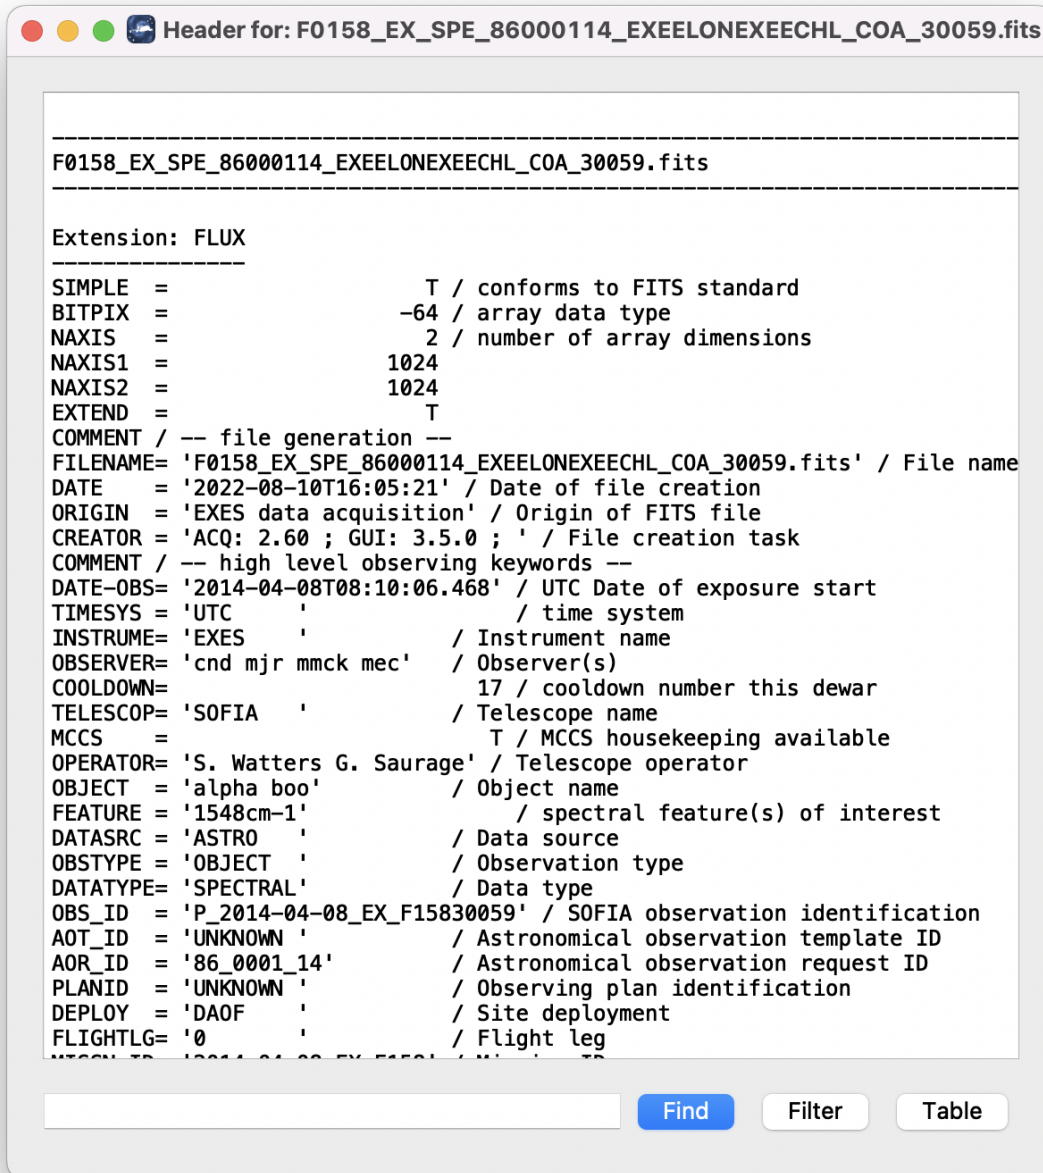 Header for: F0158_EX_SPE_86000114_EXEELONEXEECHL_COA_30059.fits
--------------------------------------------------------------------------------
F0158_EX_SPE_86000114_EXEELONEXEECHL_COA_30059.fits
--------------------------------------------------------------------------------
Extension: FLUX
---------------
SIMPLE  =                    T / conforms to FITS standard
BITPIX  =                  -64 / array data type
NAXIS   =                    2 / number of array dimensions
NAXIS1  =                 1024
NAXIS2  =                 1024
EXTEND  =                    T
COMMENT / -- file generation --
FILENAME= 'F0158_EX_SPE_86000114_EXEELONEXEECHL_COA_30059.fits' / File name
DATE    = '2022-08-10T16:05:21' / Date of file creation
ORIGIN  = 'EXES data acquisition' / Origin of FITS file
CREATOR = 'ACQ: 2.60 ; GUI: 3.5.0 ; ' / File creation task
COMMENT / -- high level observing keywords --
DATE-OBS= '2014-04-08T08:10:06.468' / UTC Date of exposure start
TIMESYS = 'UTC     '                / time system
INSTRUME= 'EXES    '           / Instrument name
OBSERVER= 'cnd mjr mmck mec'   / Observer(s)
COOLDOWN=                        17 / cooldown number this dewar
TELESCOP= 'SOFIA   '           / Telescope name
MCCS    =                         T / MCCS housekeeping available
OPERATOR= 'S. Watters G. Saurage' / Telescope operator
OBJECT  = 'alpha boo'          / Object name
FEATURE = '1548cm-1'                / spectral feature(s) of interest
DATASRC = 'ASTRO   '           / Data source
OBSTYPE = 'OBJECT  '           / Observation type
DATATYPE= 'SPECTRAL'           / Data type
OBS_ID  = 'P_2014-04-08_EX_F15830059' / SOFIA observation identification
AOT_ID  = 'UNKNOWN '           / Astronomical observation template ID
AOR_ID  = '86_0001_14'         / Astronomical observation request ID
PLANID  = 'UNKNOWN '           / Observing plan identification
DEPLOY  = 'DAOF    '           / Site deployment
FLIGHTLG= '0       '           / Flight leg
Find
Filter
Table